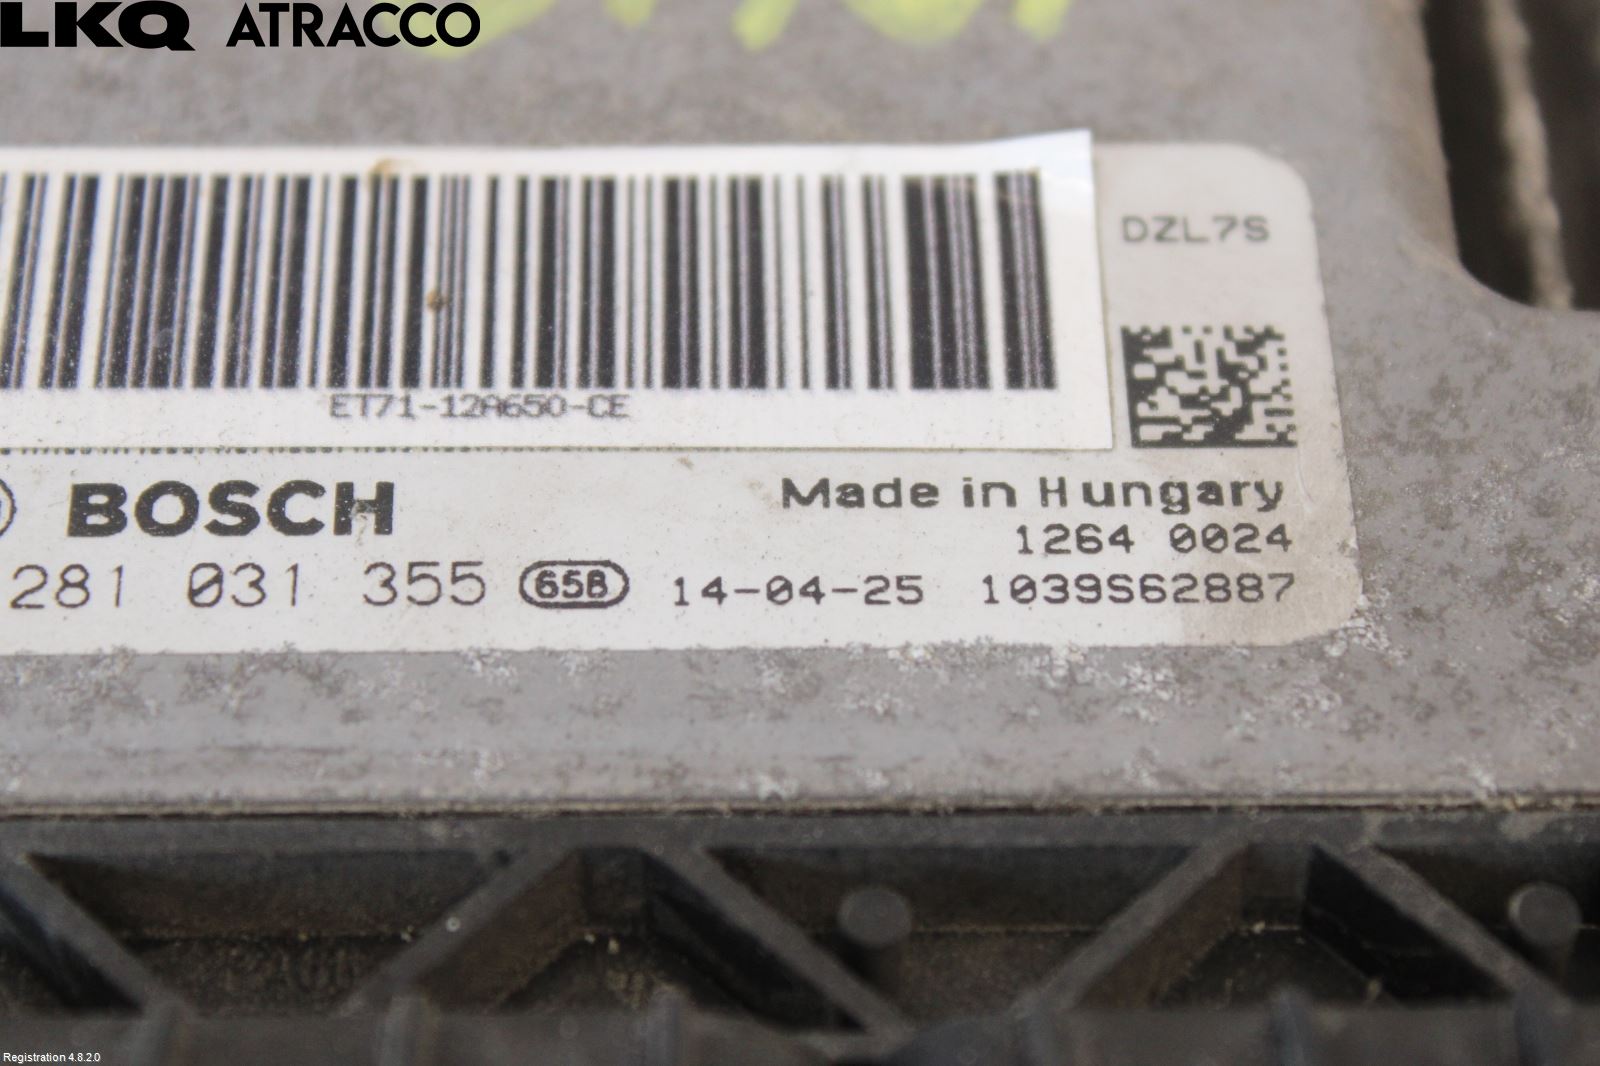 LKQ ATRACCO
DZL7S
ET71-12A650-CE
BOSCH
Made in Hungary
1264 0024
281 031 355 65B 14-04-25 1039S62887
Registration 4.8.2.0